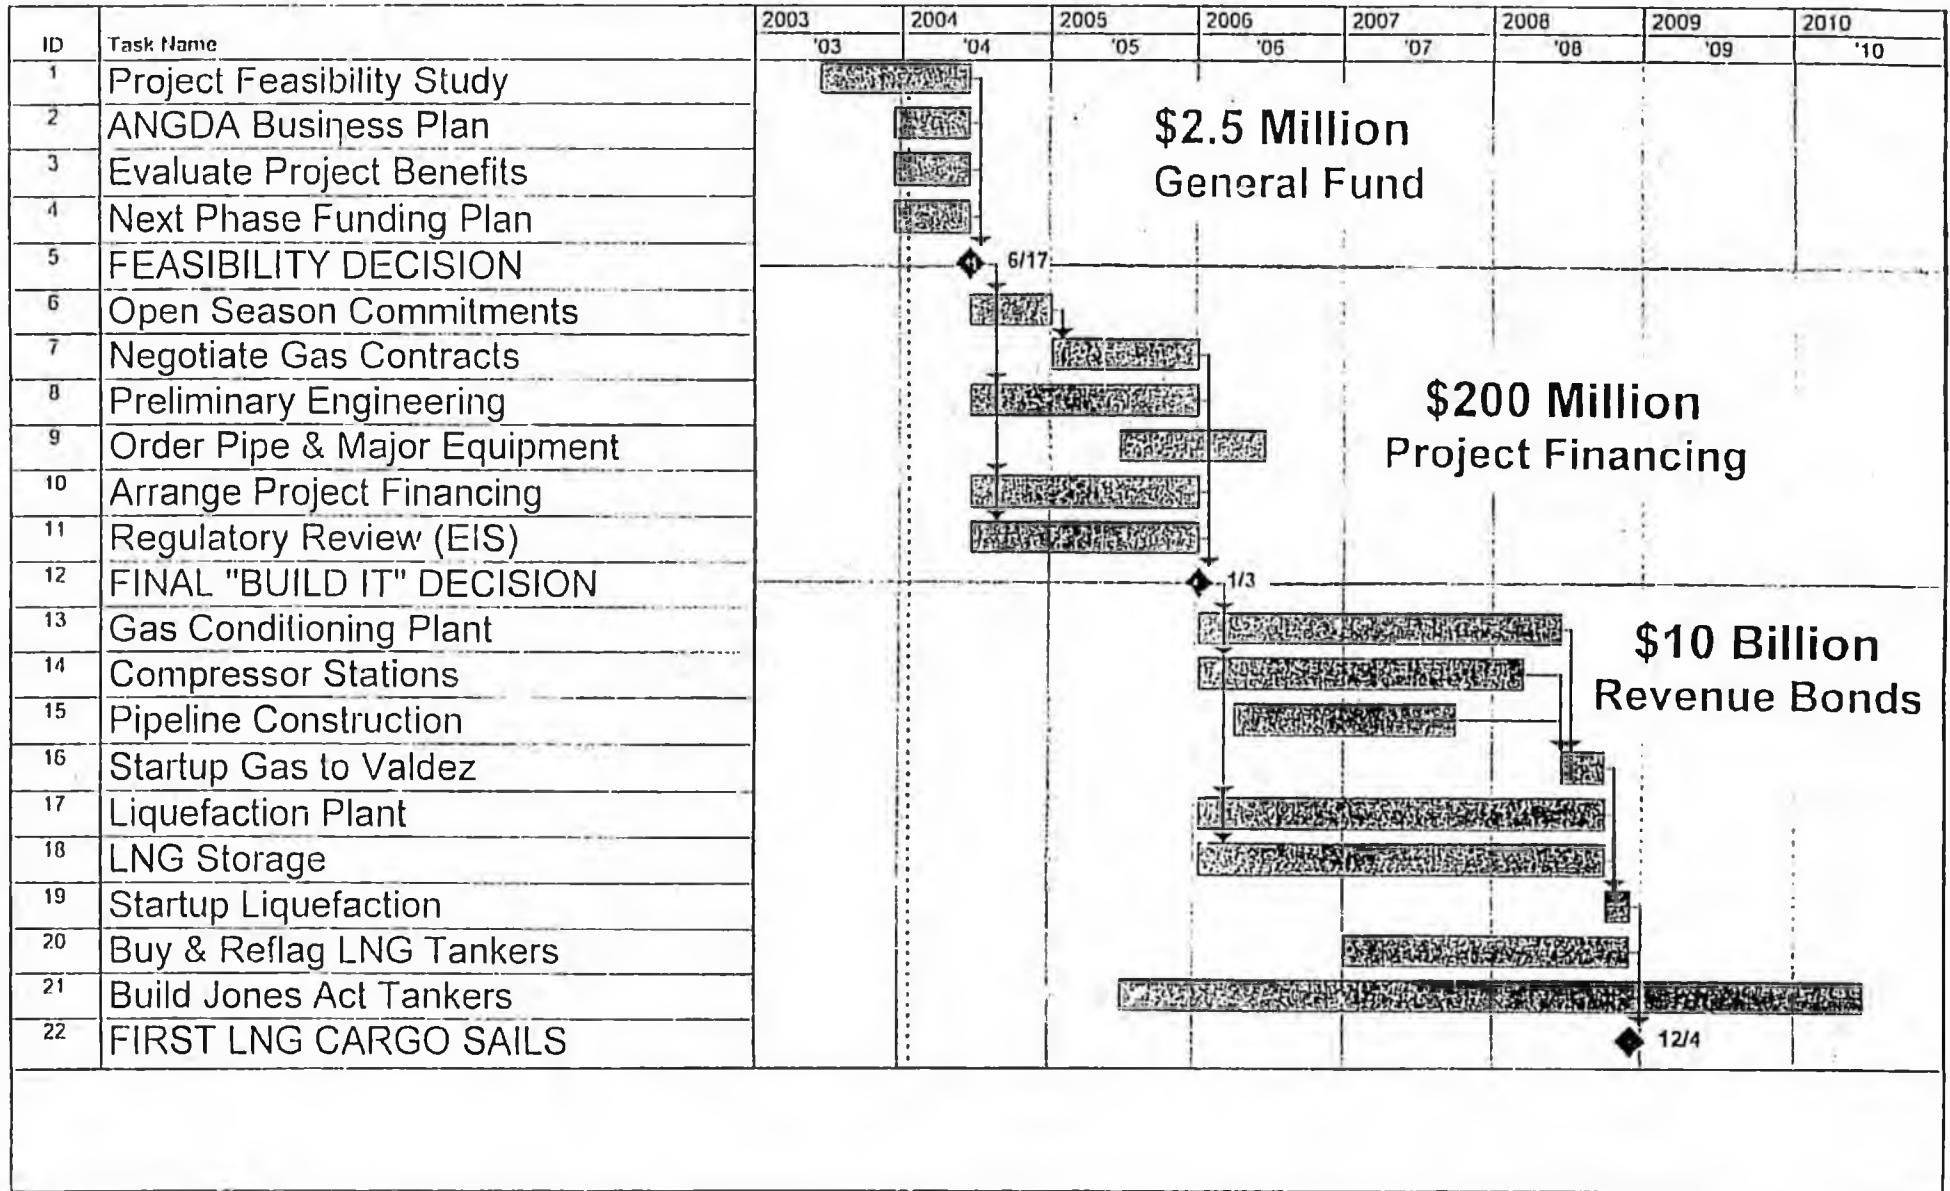 2003 2004 2005 2006 2007 2008 2009 2010
ID Task Name '03 '04 '05 '06 '07 '08 '09 '10
1 Project Feasibility Study
2 ANGDA Business Plan
$2.5 Million
3 Evaluate Project Benefits
General Fund
4 Next Phase Funding Plan
5 FEASIBILITY DECISION 6/17
6 Open Season Commitments
7 Negotiate Gas Contracts
8 Preliminary Engineering
$200 Million
9 Order Pipe & Major Equipment
Project Financing
10 Arrange Project Financing
11 Regulatory Review (EIS)
12 FINAL "BUILD IT" DECISION 1/3
13 Gas Conditioning Plant
$10 Billion
14 Compressor Stations
Revenue Bonds
15 Pipeline Construction
16 Startup Gas to Valdez
17 Liquefaction Plant
18 LNG Storage
19 Startup Liquefaction
20 Buy & Reflag LNG Tankers
21 Build Jones Act Tankers
22 FIRST LNG CARGO SAILS 12/4